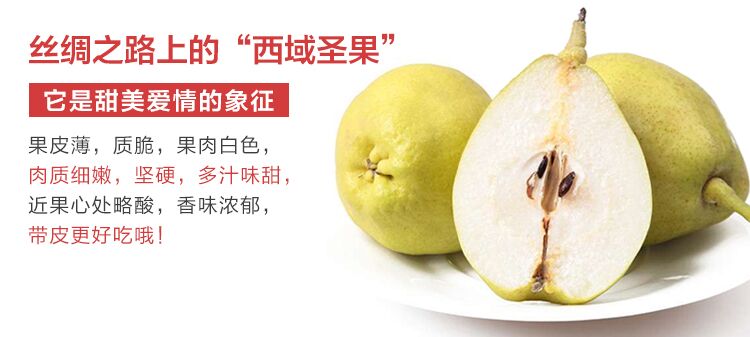 丝绸之路上的“西域圣果”
它是甜美爱情的象征
果皮薄，质脆，果肉白色，
肉质细嫩，坚硬，多汁味甜，
近果心处略酸，香味浓郁，
带皮更好吃哦！